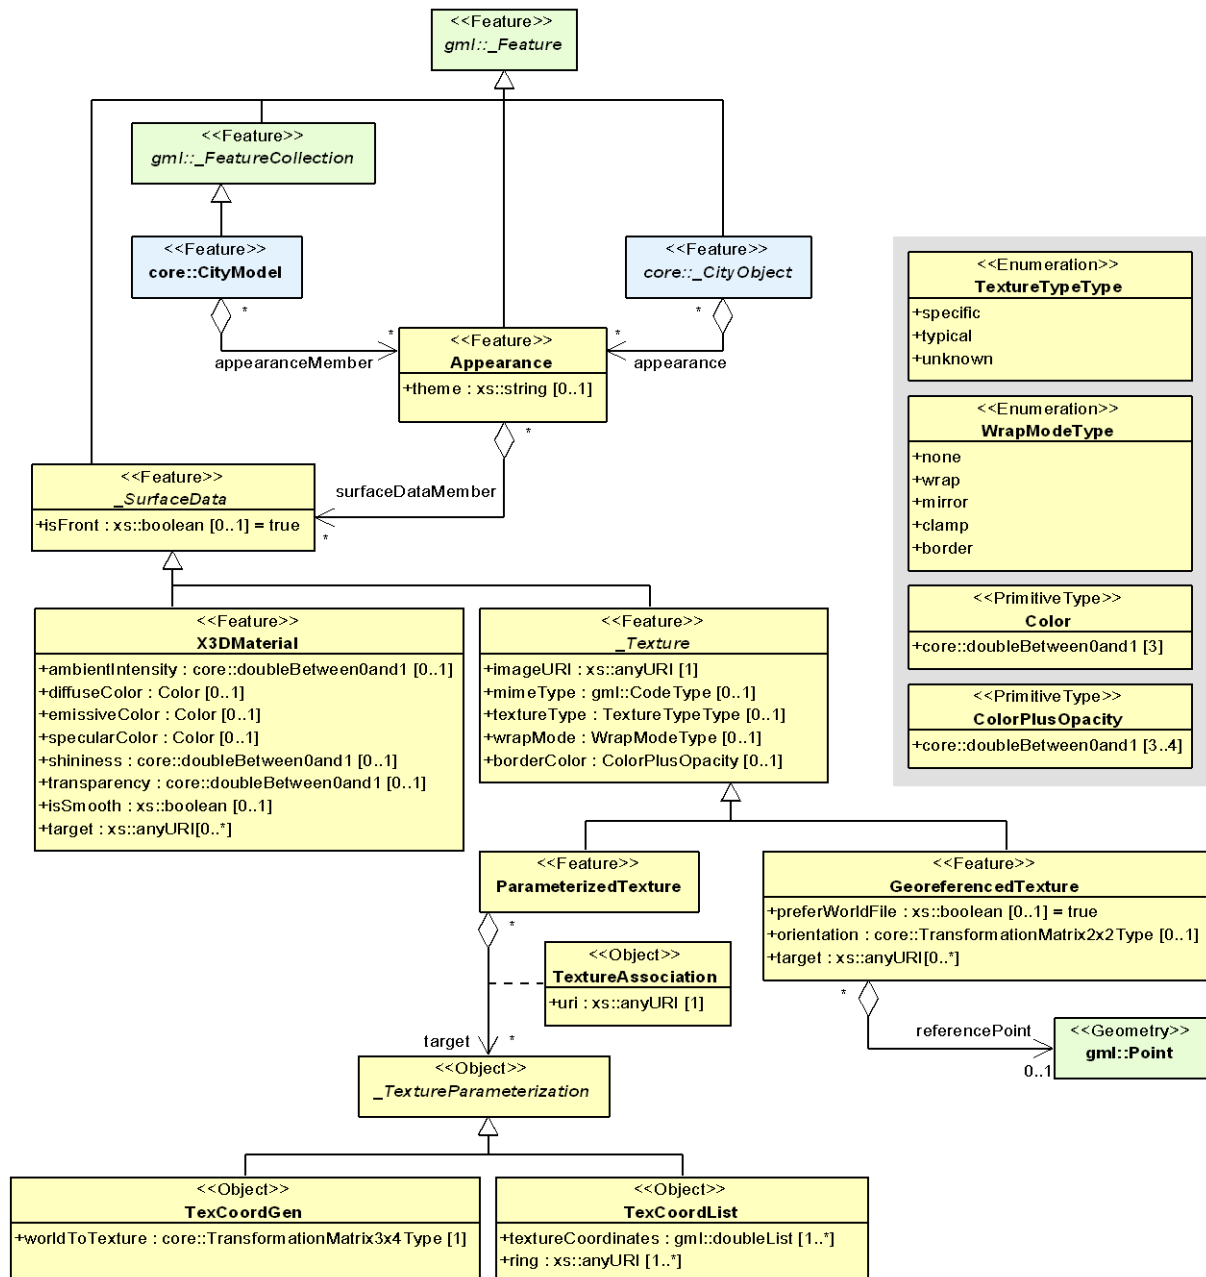 <<Feature>>
gml::_Feature
<<Feature>>
gml::_FeatureCollection
<<Feature>>
core::CityModel
*
<<Feature>>
core::_CityObject
*
appearanceMember
*
<<Feature>>
Appearance
+theme : xs::string [0..1]
*
appearance
*
<<Feature>>
_SurfaceData
+isFront : xs::boolean [0..1] = true
surfaceDataMember
*
<<Enumeration>>
TextureTypeType
+specific
+typical
+unknown
<<Enumeration>>
WrapModeType
+none
+wrap
+mirror
+clamp
+border
<<PrimitiveType>>
Color
+core::doubleBetween0and1 [3]
<<PrimitiveType>>
ColorPlusOpacity
+core::doubleBetween0and1 [3..4]
<<Feature>>
X3DMaterial
+ambientIntensity : core::doubleBetween0and1 [0..1]
+diffuseColor : Color [0..1]
+emissiveColor : Color [0..1]
+specularColor : Color [0..1]
+shininess : core::doubleBetween0and1 [0..1]
+transparency : core::doubleBetween0and1 [0..1]
+isSmooth : xs::boolean [0..1]
+target : xs::anyURI[0..*]
<<Feature>>
_Texture
+imageURI : xs::anyURI [1]
+mimeType : gml::CodeType [0..1]
+textureType : TextureTypeType [0..1]
+wrapMode : WrapModeType [0..1]
+borderColor : ColorPlusOpacity [0..1]
<<Feature>>
ParameterizedTexture
*
<<Feature>>
GeoreferencedTexture
+preferWorldFile : xs::boolean [0..1] = true
+orientation : core::TransformationMatrix2x2Type [0..1]
+target : xs::anyURI[0..*]
*
<<Object>>
TextureAssociation
+uri : xs::anyURI [1]
referencePoint
0..1
<<Geometry>>
gml::Point
target
*
<<Object>>
_TextureParameterization
<<Object>>
TexCoordGen
+worldToTexture : core::TransformationMatrix3x4Type [1]
<<Object>>
TexCoordList
+textureCoordinates : gml::doubleList [1..*]
+ring : xs::anyURI [1..*]